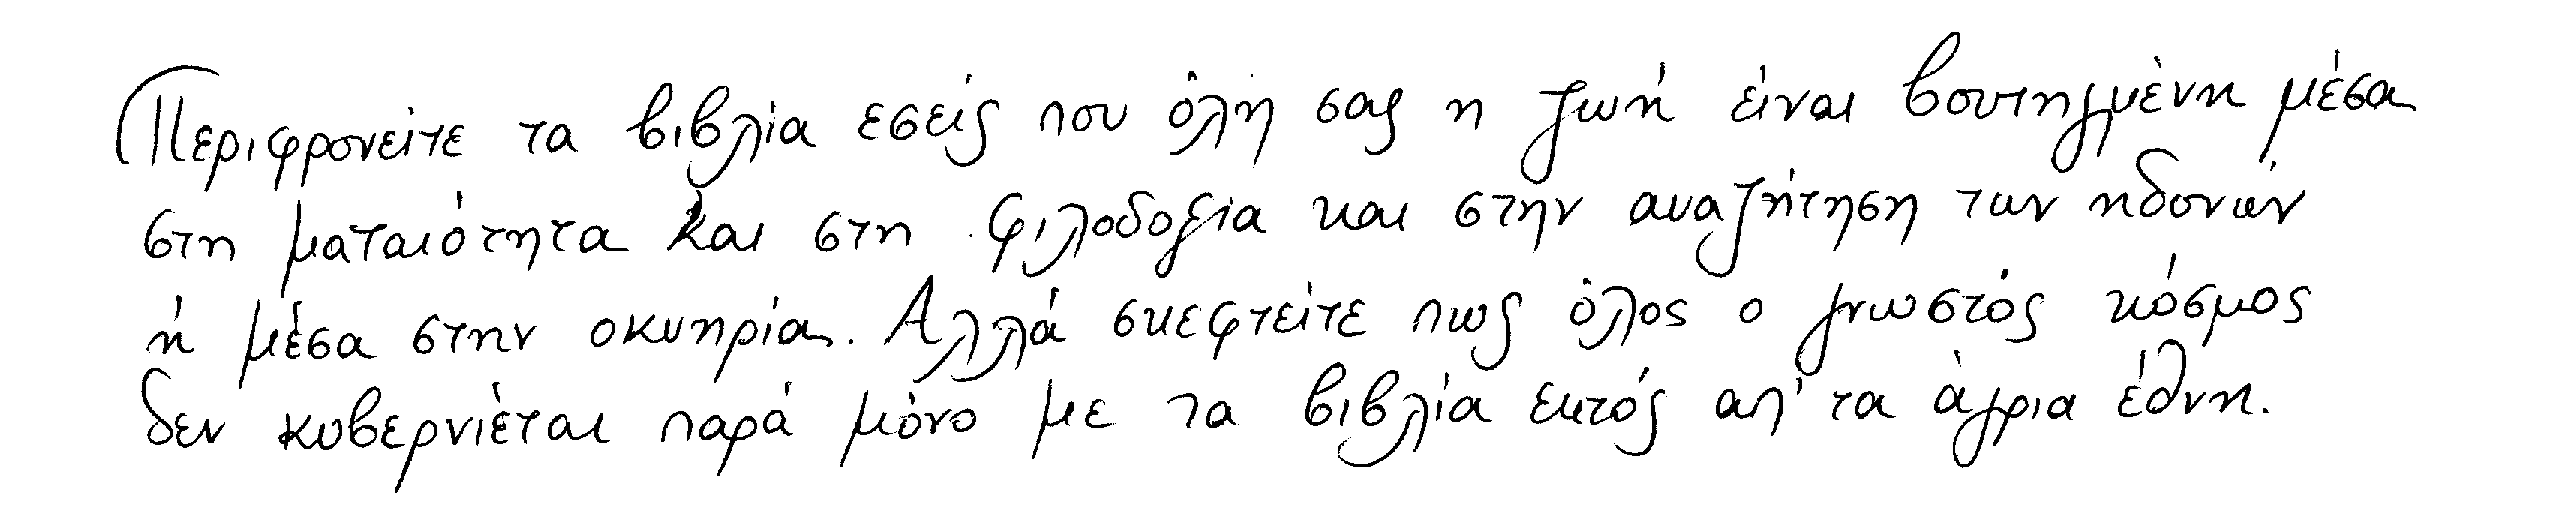 Περιφρονείτε τα βιβλία εσείς που όλη σας η ζωή είναι βουτηγμένη μέσα
στη ματαιότητα και στη φιλοδοξία και στην αναζήτηση των ηδονών
ή μέσα στην οκνηρία. Αλλά σκεφτείτε πως όλος ο γνωστός κόσμος
δεν κυβερνιέται παρά μόνο με τα βιβλία εκτός απ' τα άγρια έθνη.